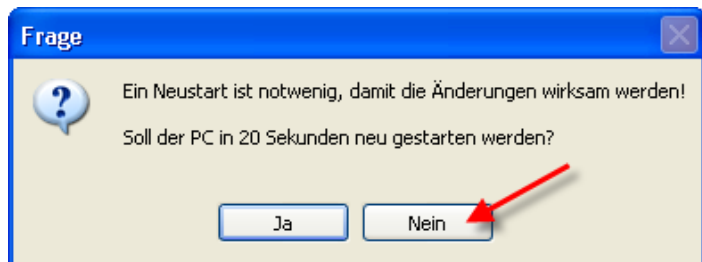 Frage
Ein Neustart ist notwenig, damit die Änderungen wirksam werden!
Soll der PC in 20 Sekunden neu gestarten werden?
Ja Nein